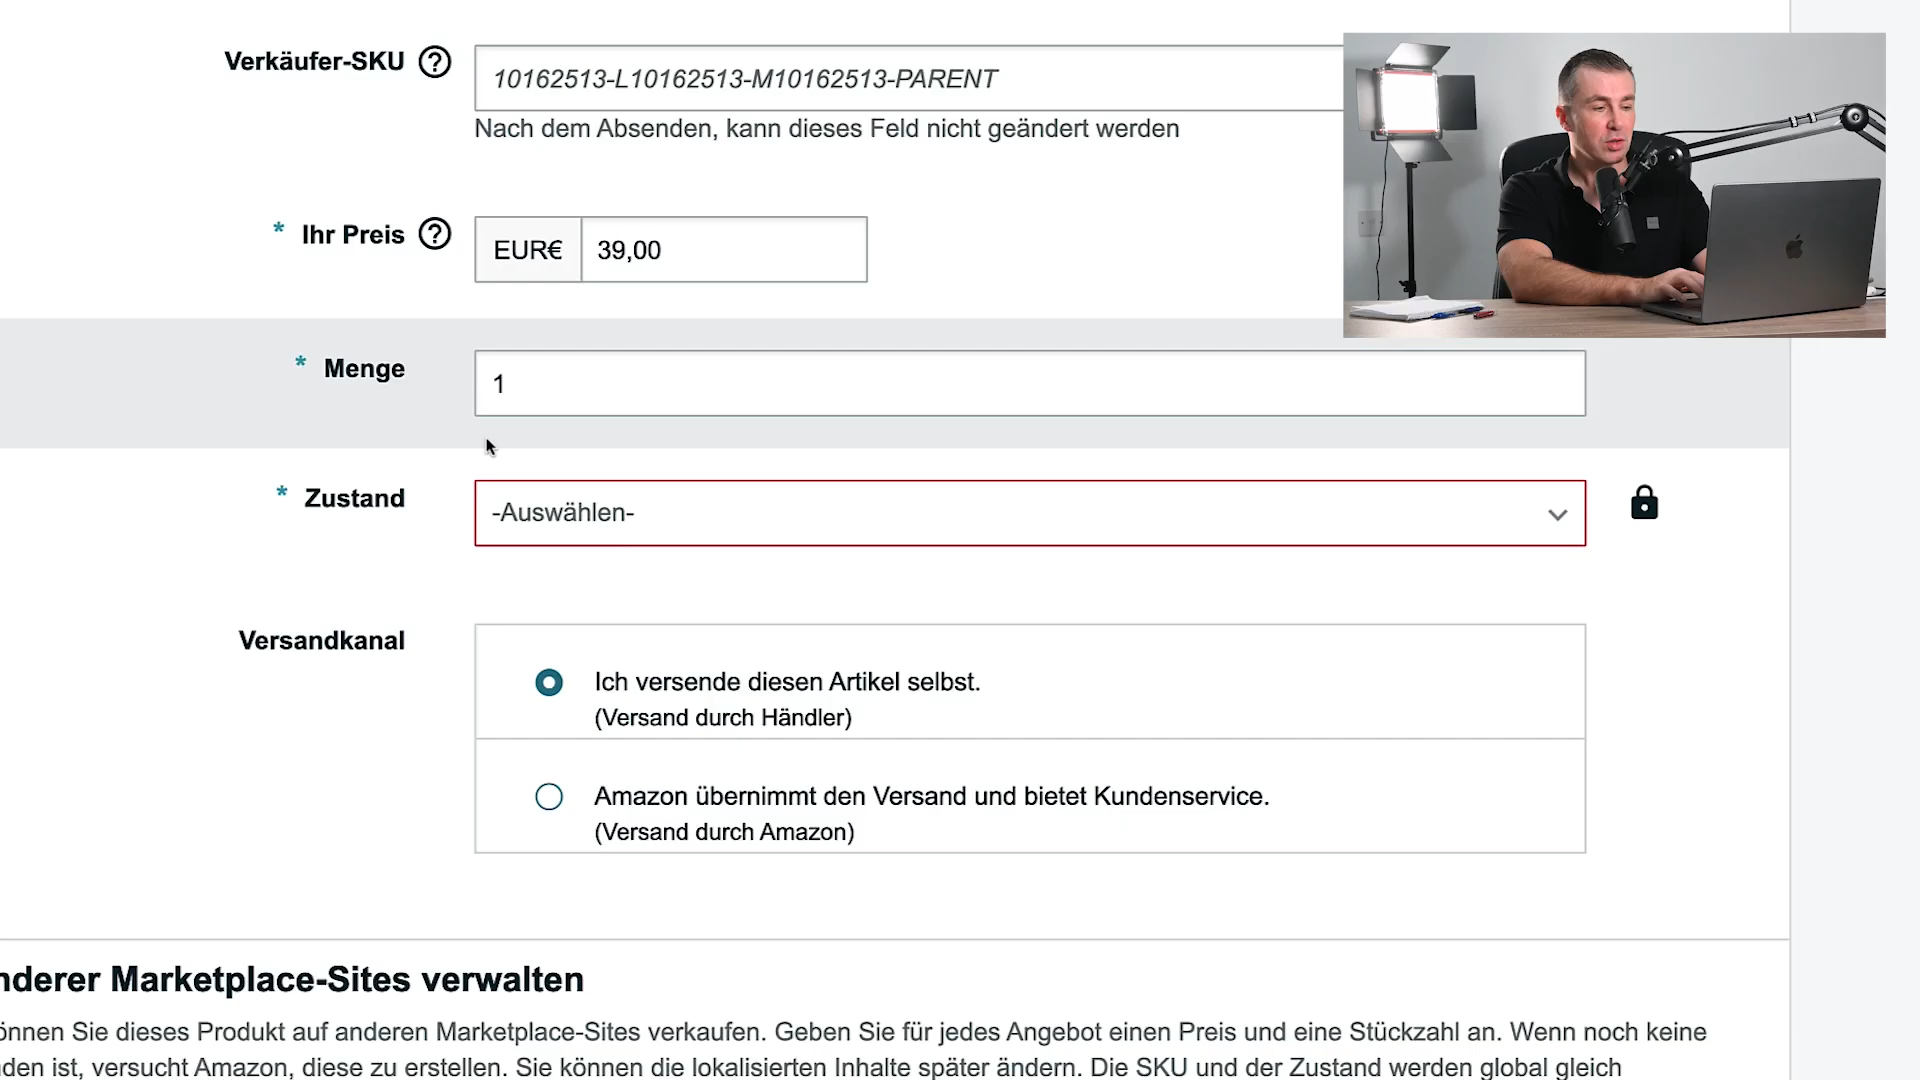 Verkäufer-SKU
10162513-L10162513-M10162513-PARENT
Nach dem Absenden, kann dieses Feld nicht geändert werden
* Ihr Preis
EUR€ 39,00
* Menge
1
* Zustand
-Auswählen-
Versandkanal
Ich versende diesen Artikel selbst.
(Versand durch Händler)
Amazon übernimmt den Versand und bietet Kundenservice.
(Versand durch Amazon)
nderer Marketplace-Sites verwalten
önnen Sie dieses Produkt auf anderen Marketplace-Sites verkaufen. Geben Sie für jedes Angebot einen Preis und eine Stückzahl an. Wenn noch keine
den ist, versucht Amazon, diese zu erstellen. Sie können die lokalisierten Inhalte später ändern. Die SKU und der Zustand werden global gleich